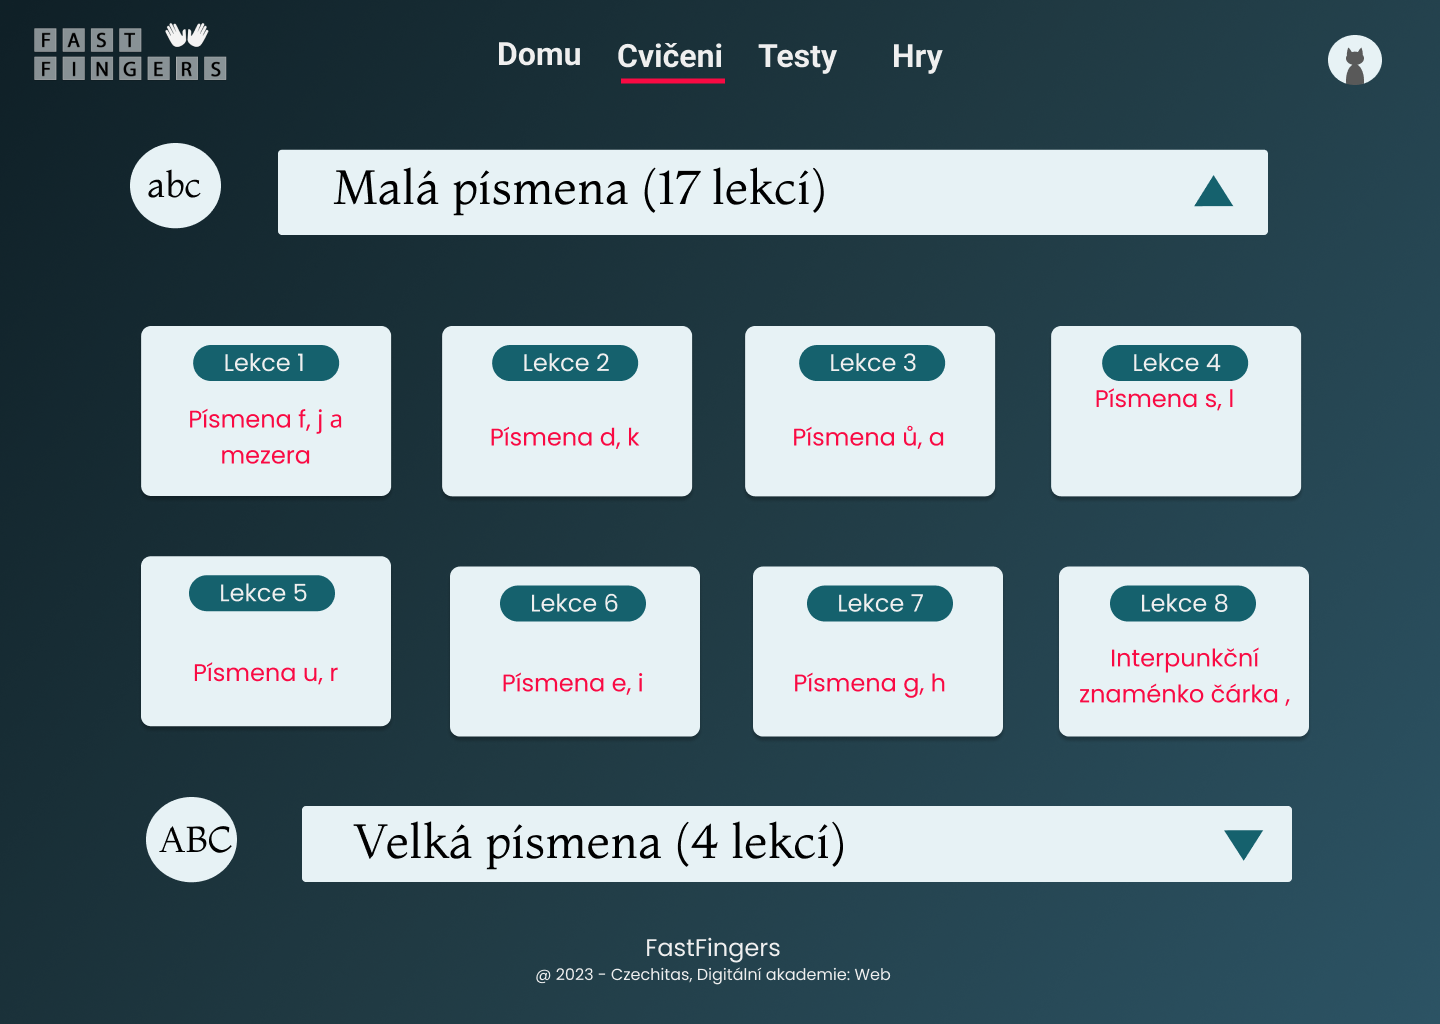 FAST
FINGERS
Domu Cvičeni Testy Hry
abc
Malá písmena (17 lekcí)
Lekce 1
Písmena f, j a
mezera
Lekce 2
Písmena d, k
Lekce 3
Písmena ů, a
Lekce 4
Písmena s, l
Lekce 5
Písmena u, r
Lekce 6
Písmena e, i
Lekce 7
Písmena g, h
Lekce 8
Interpunkční
znaménko čárka ,
ABC
Velká písmena (4 lekcí)
FastFingers
@ 2023 - Czechitas, Digitální akademie: Web